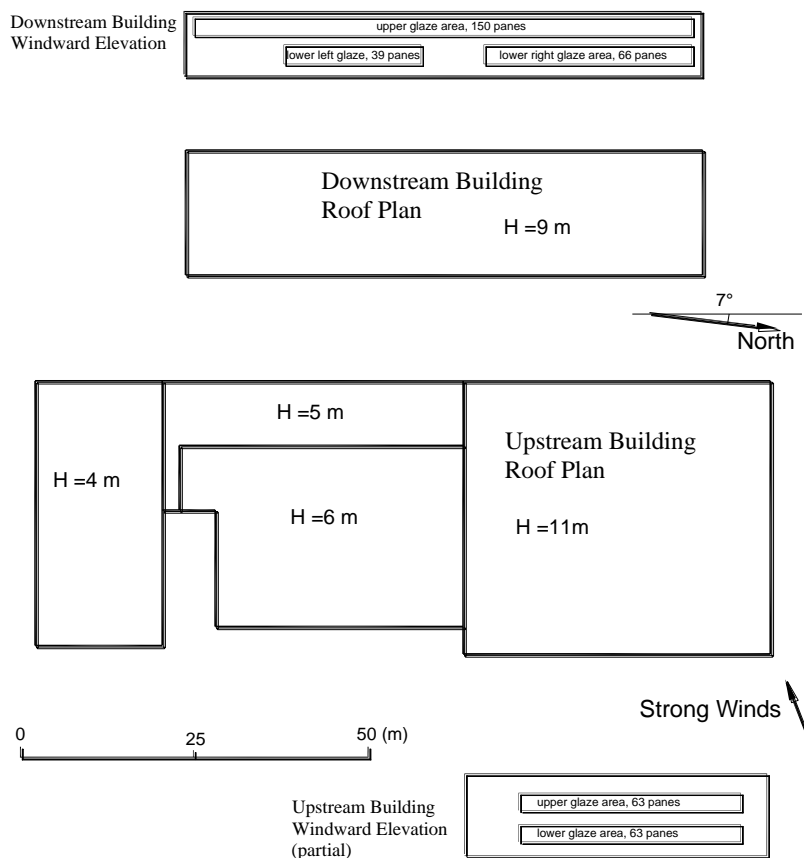 Downstream Building
Windward Elevation
upper glaze area, 150 panes
lower left glaze, 39 panes
lower right glaze area, 66 panes
Downstream Building
Roof Plan
H =9 m
7°
North
H =5 m
Upstream Building
Roof Plan
H =4 m
H =6 m
H =11m
Strong Winds
0
25
50 (m)
Upstream Building
Windward Elevation
(partial)
upper glaze area, 63 panes
lower glaze area, 63 panes